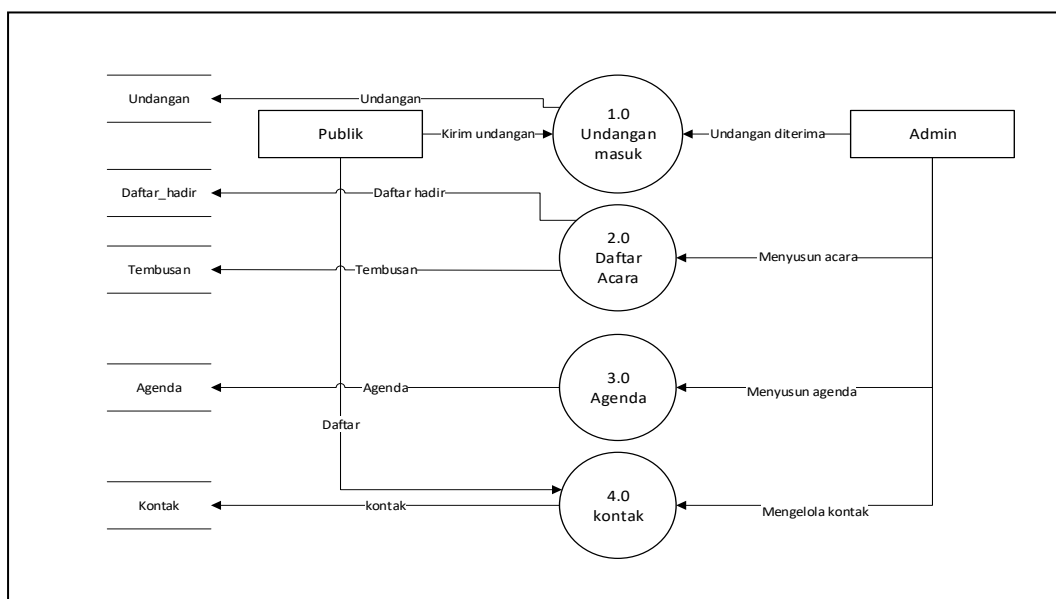 Undangan
Undangan
1.0
Undangan
masuk
Publik
Kirim undangan
Undangan diterima
Admin
Daftar_hadir
Daftar hadir
2.0
Daftar
Acara
Menyusun acara
Tembusan
Tembusan
3.0
Agenda
Agenda
Agenda
Menyusun agenda
Daftar
4.0
kontak
Kontak
kontak
Mengelola kontak